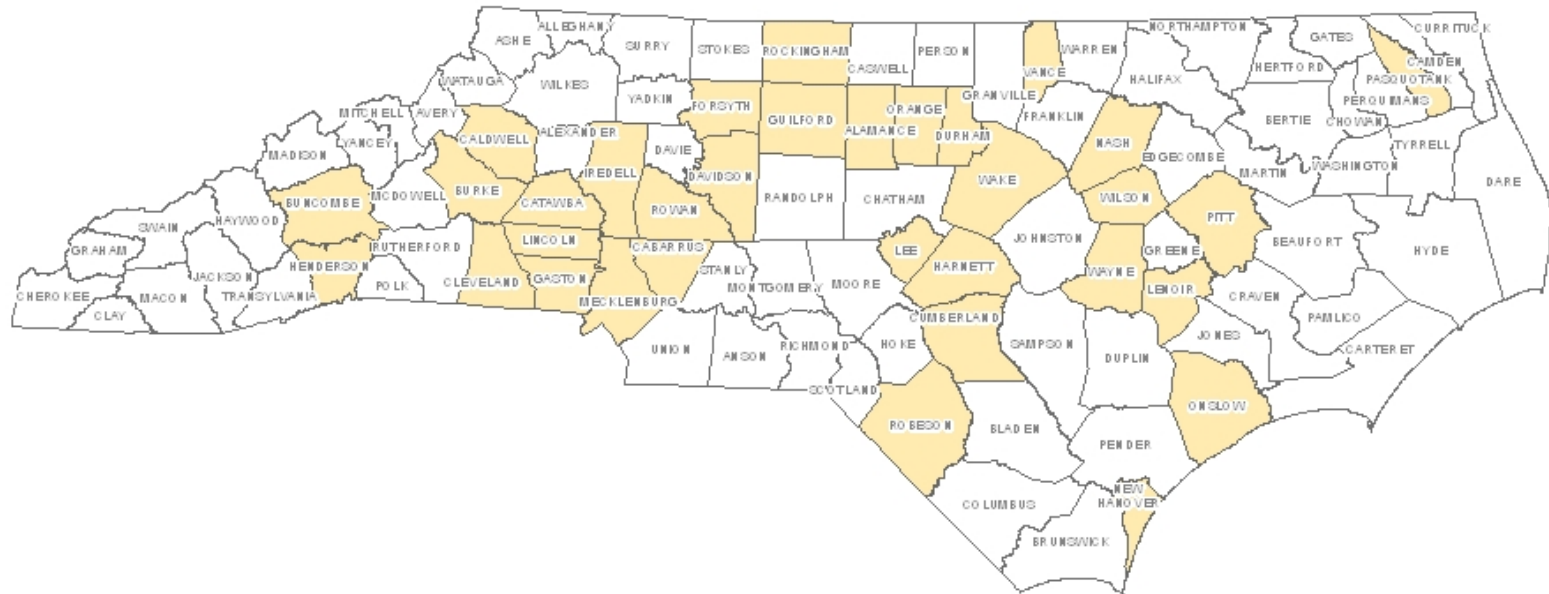 ALLEGHANY
ASHE
SURRY
STOKES
ROCKINGHAM
CASWELL
PERSON
VANCE
WARREN
NORTHAMPTON
GATES
CURRITUCK
CAMDEN
PASQUOTANK
PERQUIMANS
CHOWAN
HERTFORD
HALIFAX
WATAUGA
WILKES
YADKIN
FORSYTH
GUILFORD
ALAMANCE
ORANGE
DURHAM
GRANVILLE
FRANKLIN
NASH
EDGECOMBE
BERTIE
MARTIN
WASHINGTON
TYRRELL
DARE
MITCHELL
AVERY
YANCEY
CALDWELL
ALEXANDER
IREDELL
DAVIE
DAVIDSON
RANDOLPH
CHATHAM
WAKE
WILSON
PITT
BEAUFORT
HYDE
MADISON
BUNCOMBE
MCDOWELL
BURKE
CATAWBA
ROWAN
LINCOLN
CABARRUS
LEE
HARNETT
JOHNSTON
WAYNE
GREENE
LENOIR
CRAVEN
PAMLICO
SWAIN
HAYWOOD
GRAHAM
JACKSON
HENDERSON
RUTHERFORD
POLK
CLEVELAND
GASTON
MECKLENBURG
STANLY
MONTGOMERY
MOORE
CUMBERLAND
SAMPSON
DUPLIN
JONES
CARTERET
CHEROKEE
MACON
CLAY
TRANSYLVANIA
UNION
ANSON
RICHMOND
HOKE
SCOTLAND
ROBESON
BLADEN
ONSLOW
PENDER
COLUMBUS
NEW
HANOVER
BRUNSWICK